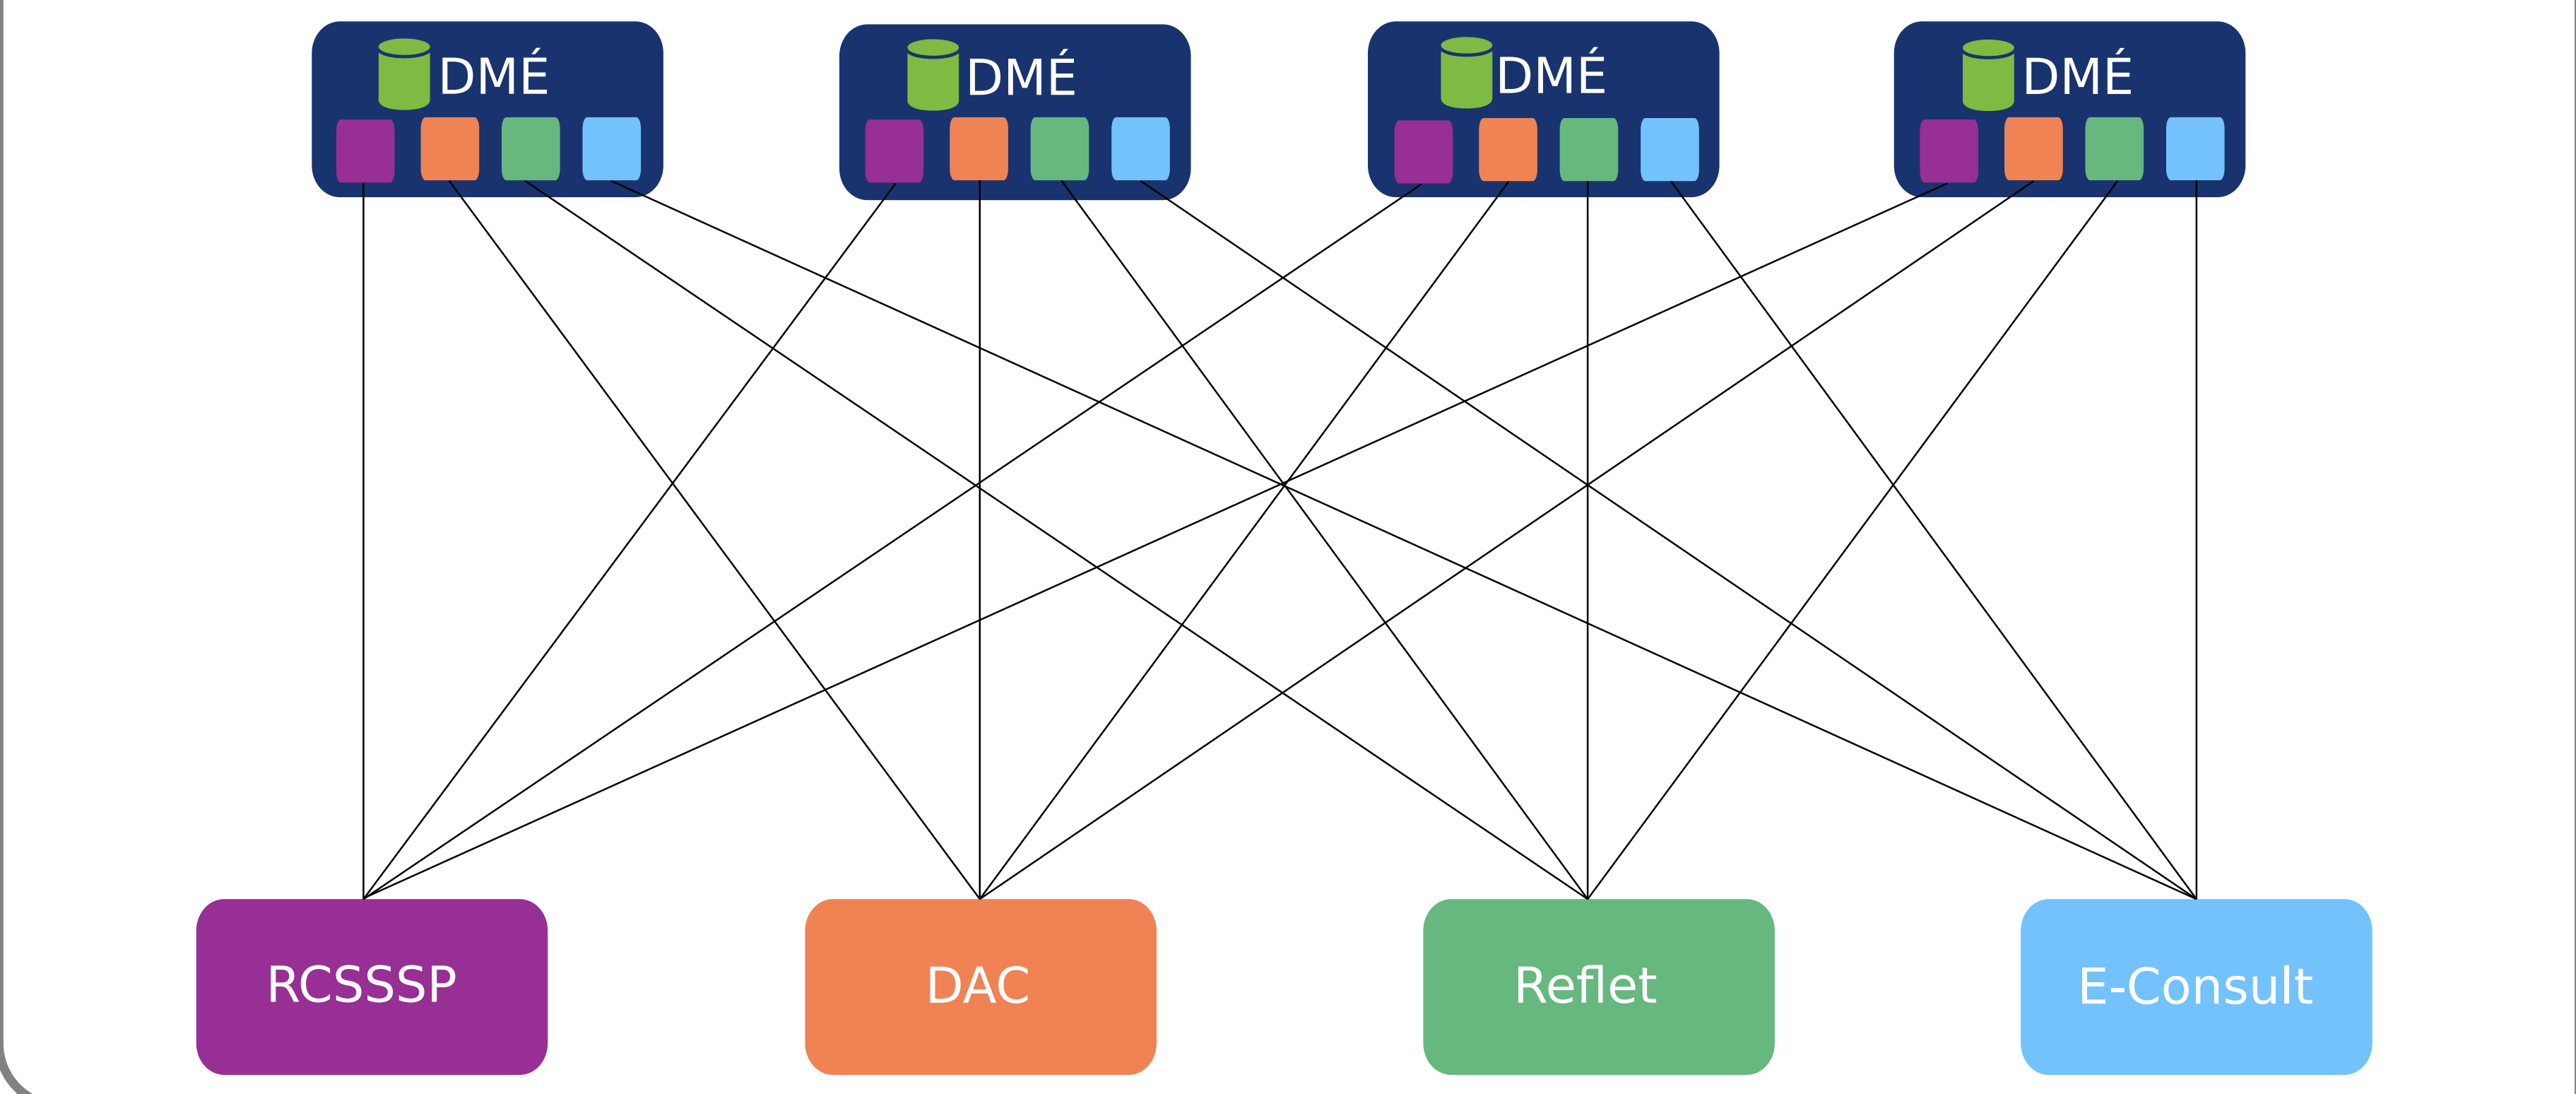 DMÉ
DMÉ
DMÉ
DMÉ
RCSSSP
DAC
Reflet
E-Consult